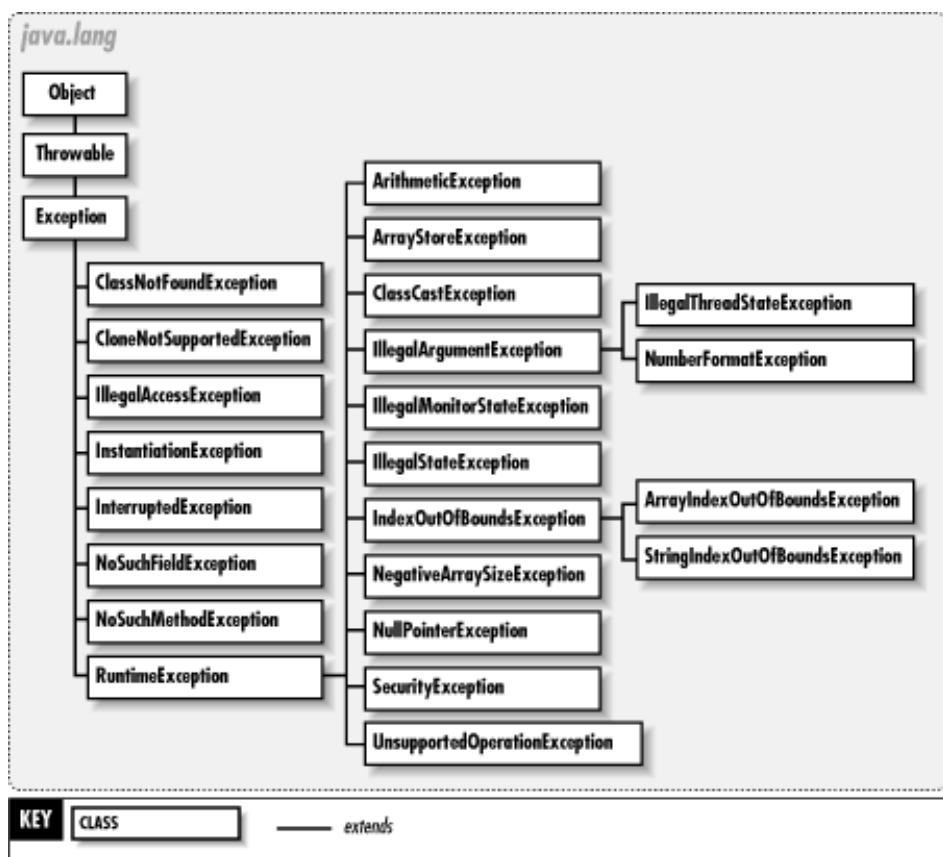 java.lang
Object
Throwable
Exception
ClassNotFoundException
CloneNotSupportedException
IllegalAccessException
InstantiationException
InterruptedException
NoSuchFieldException
NoSuchMethodException
RuntimeException
ArithmeticException
ArrayStoreException
ClassCastException
IllegalArgumentException
IllegalMonitorStateException
IllegalStateException
IndexOutOfBoundsException
NegativeArraySizeException
NullPointerException
SecurityException
UnsupportedOperationException
IllegalThreadStateException
NumberFormatException
ArrayIndexOutOfBoundsException
StringIndexOutOfBoundsException
KEY
CLASS
extends